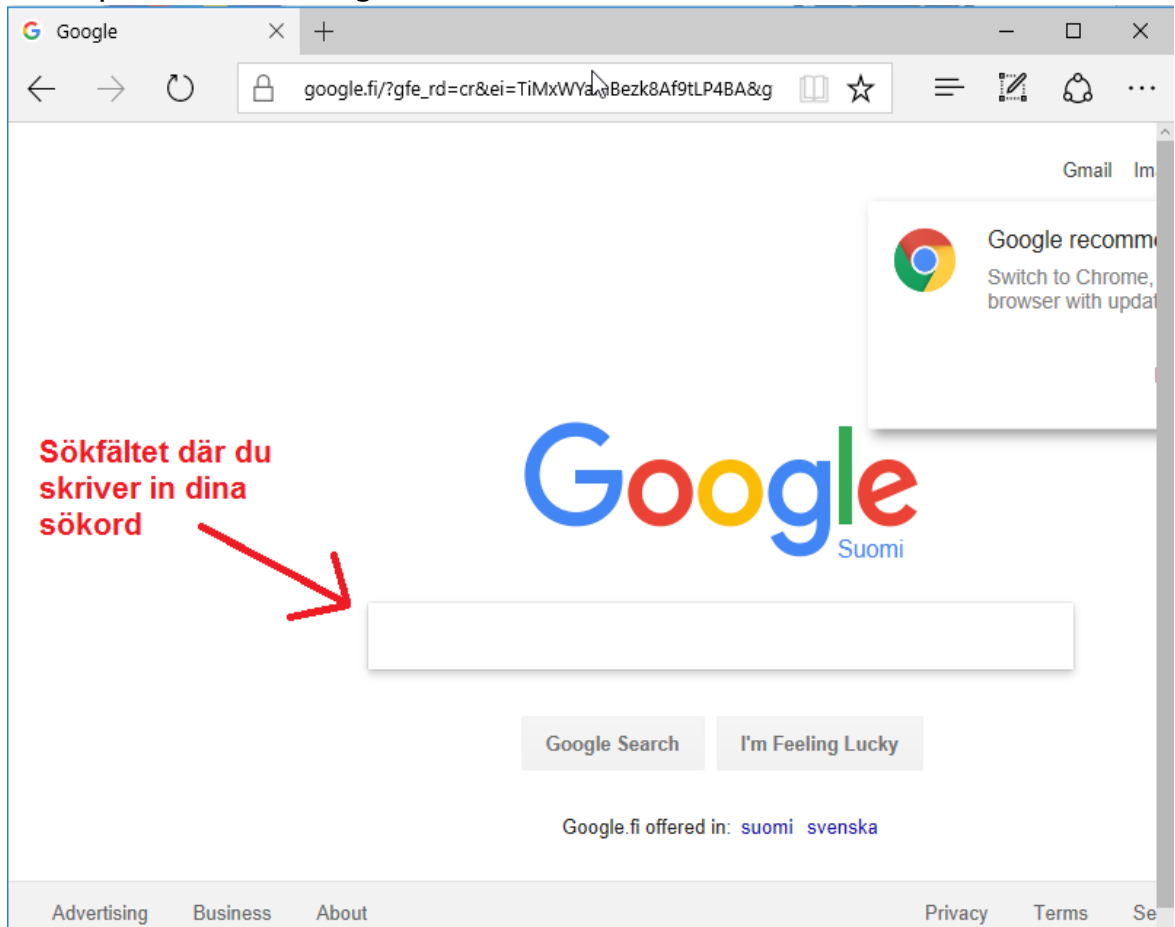 Google
google.fi/?gfe_rd=cr&ei=TiMxWYa Bezk8Af9tLP4BA&g
Gmail
Google recomm
Switch to Chrome,
browser with updat
Sökfältet där du
skriver in dina
sökord
Google
Suomi
Google Search I'm Feeling Lucky
Google.fi offered in: suomi svenska
Advertising Business About Privacy Terms Se